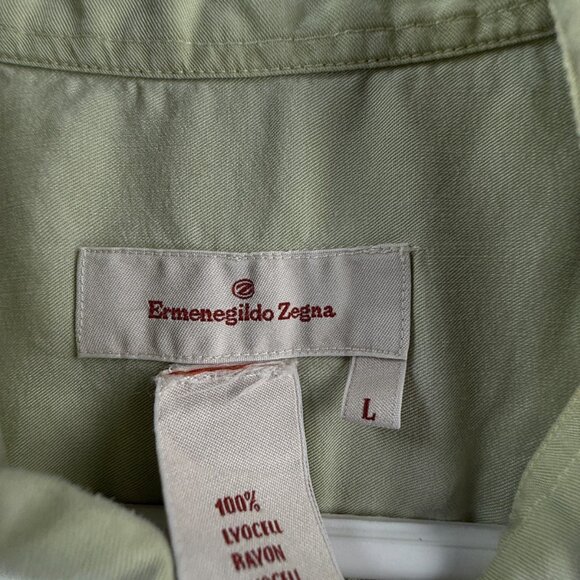 Ermenegildo Zegna
L
100%
LYOCELL
RAYON